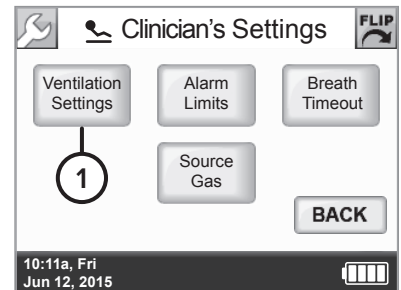 Clinician's Settings
FLIP
Ventilation
Settings
Alarm
Limits
Breath
Timeout
1
Source
Gas
BACK
10:11a, Fri
Jun 12, 2015